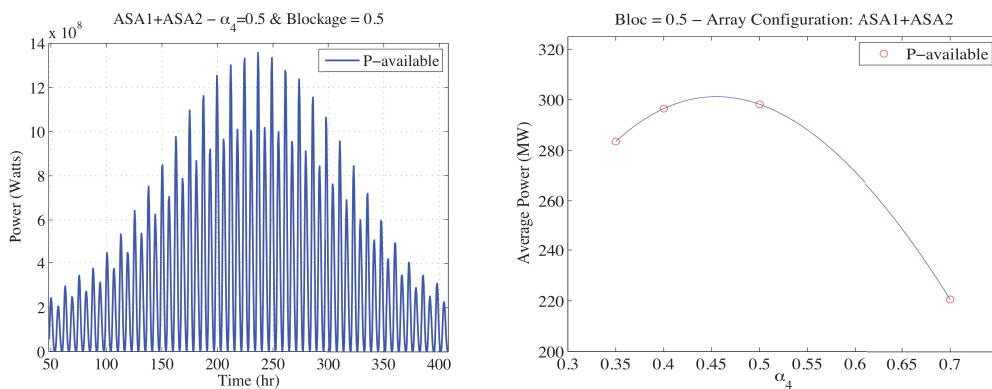 ASA1+ASA2 − α4=0.5 & Blockage = 0.5
x 10^8
14
12
10
8
6
4
2
0
Power (Watts)
P−available
50 100 150 200 250 300 350 400
Time (hr)
Bloc = 0.5 − Array Configuration: ASA1+ASA2
320
300
280
260
240
220
200
Average Power (MW)
P−available
0.3 0.35 0.4 0.45 0.5 0.55 0.6 0.65 0.7 0.75
α4